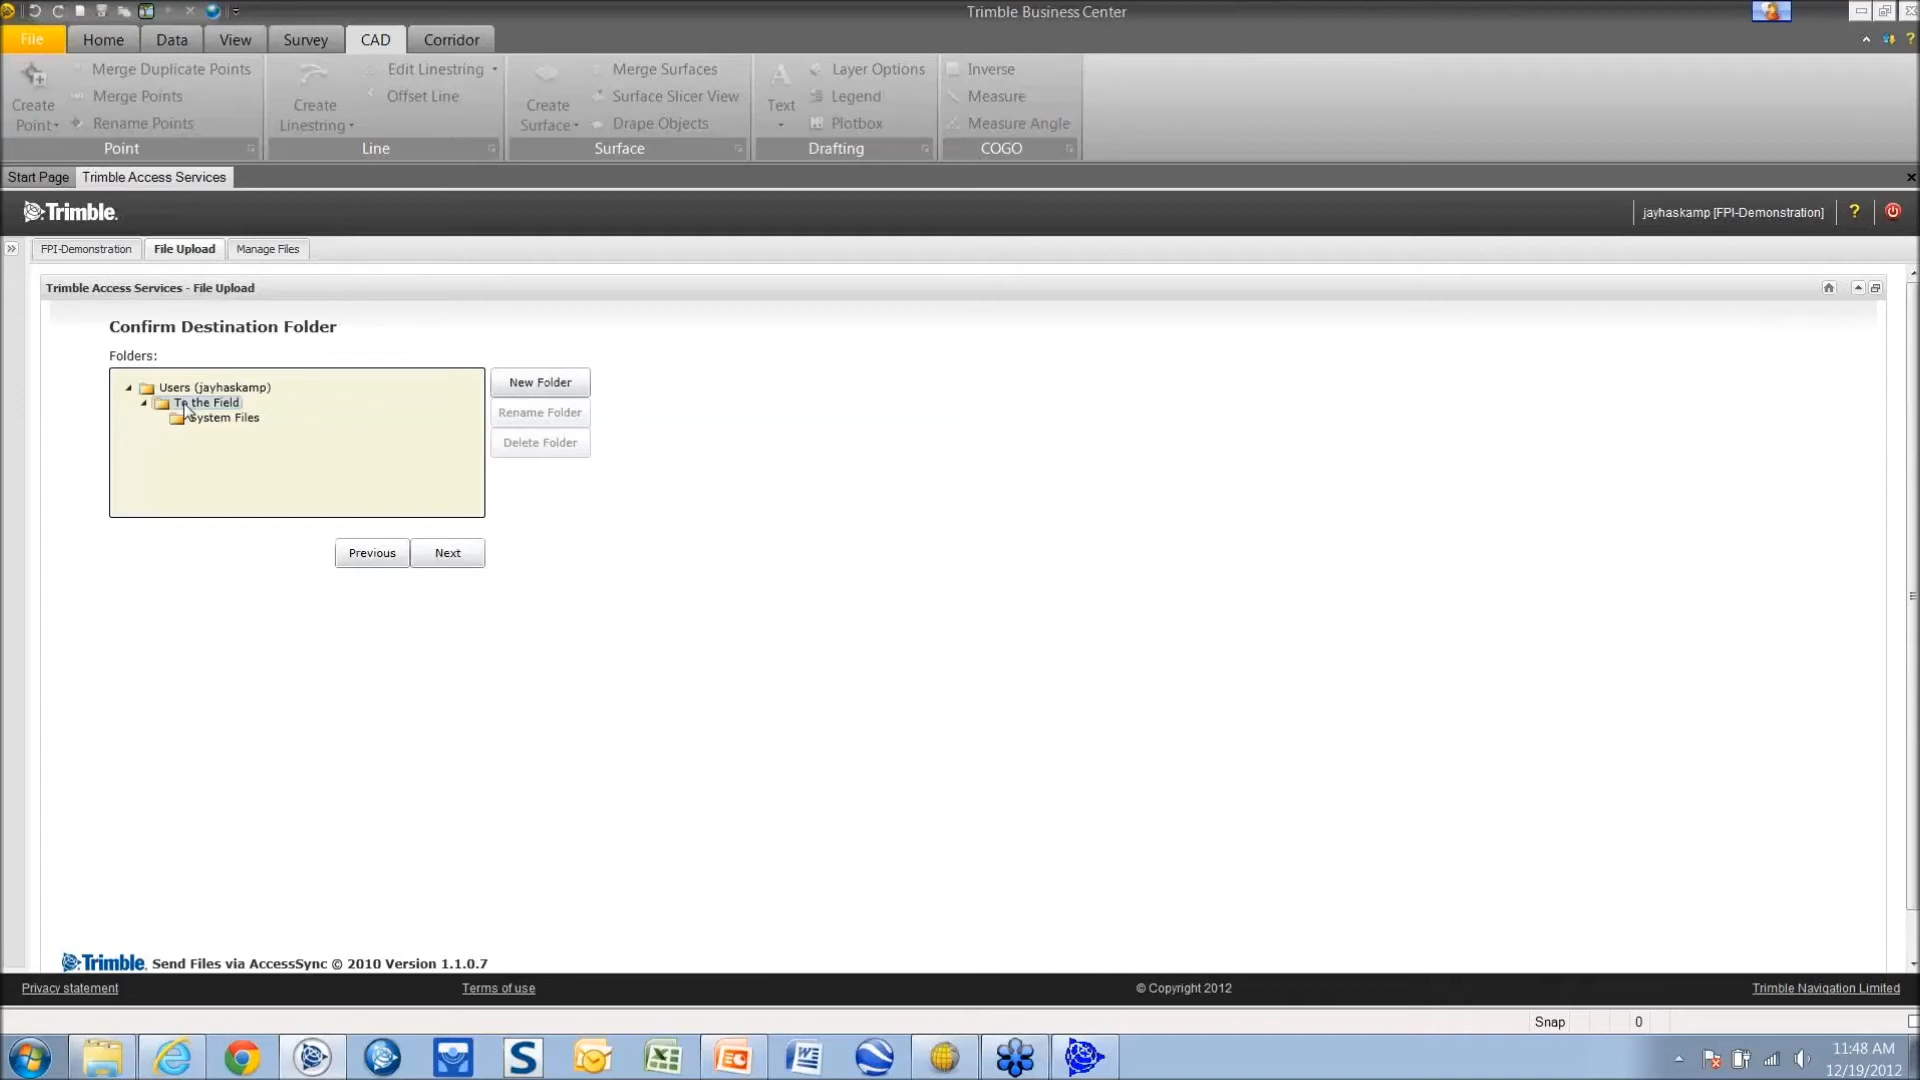 Trimble Business Center
File Home Data View Survey CAD Corridor
Create Point
Merge Duplicate Points
Merge Points
Rename Points
Point
Create Linestring
Edit Linestring
Offset Line
Line
Create Surface
Merge Surfaces
Surface Slicer View
Drape Objects
Surface
Text
Layer Options
Legend
Plotbox
Drafting
Inverse
Measure
Measure Angle
COGO
Start Page Trimble Access Services
Trimble.
jayhaskamp [FPI-Demonstration]
FPI-Demonstration File Upload Manage Files
Trimble Access Services - File Upload
Confirm Destination Folder
Folders:
Users (jayhaskamp)
To the Field
System Files
New Folder
Rename Folder
Delete Folder
Previous Next
Trimble. Send Files via AccessSync © 2010 Version 1.1.0.7
Privacy statement Terms of use © Copyright 2012 Trimble Navigation Limited
Snap 0
11:48 AM
12/19/2012